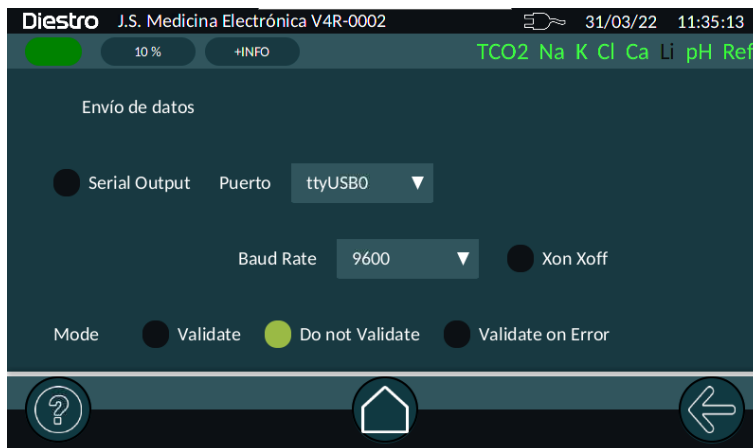 Diestro J.S. Medicina Electrónica V4R-0002 31/03/22 11:35:13
10 % +INFO TCO2 Na K Cl Ca Li pH Ref
Envío de datos
Serial Output Puerto ttyUSB0
Baud Rate 9600 Xon Xoff
Mode Validate Do not Validate Validate on Error
?